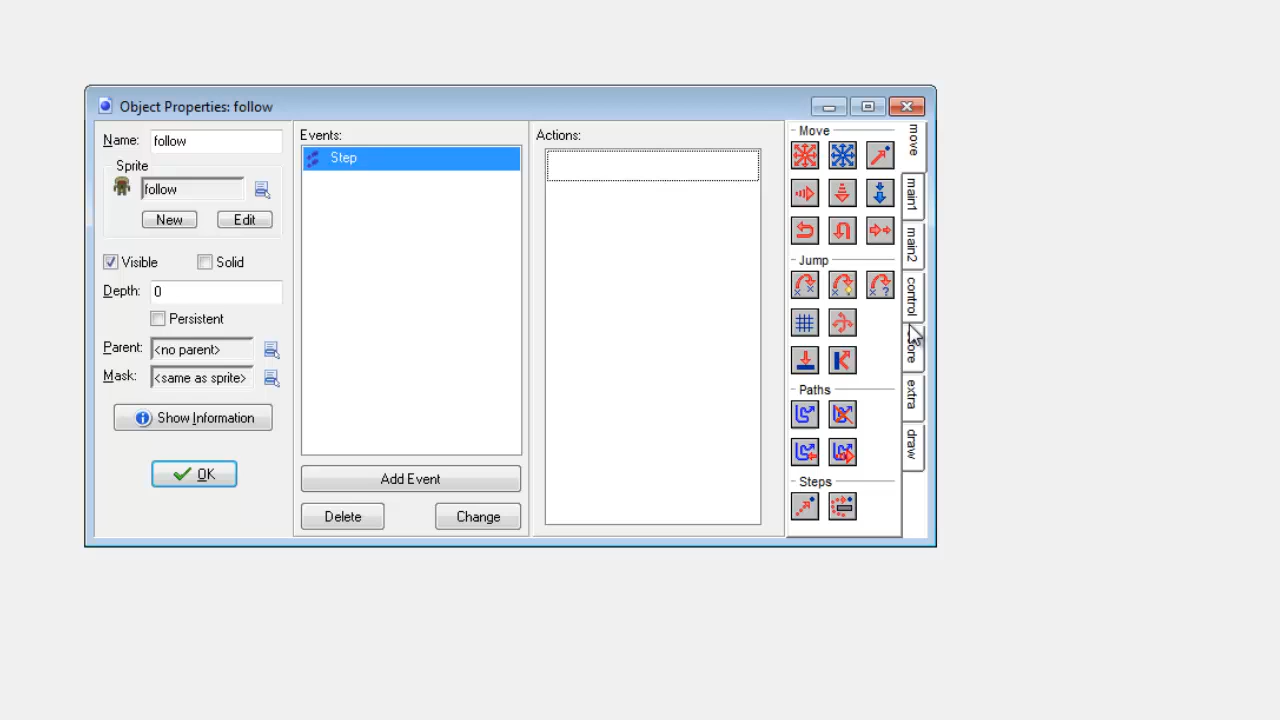 Object Properties: follow
Name: follow
Sprite
follow
New Edit
Visible Solid
Depth: 0
Persistent
Parent: <no parent>
Mask: <same as sprite>
Show Information
OK
Events:
Step
Add Event
Delete Change
Actions:
Move
Jump
Paths
Steps
move
main1
main2
control
extra
draw